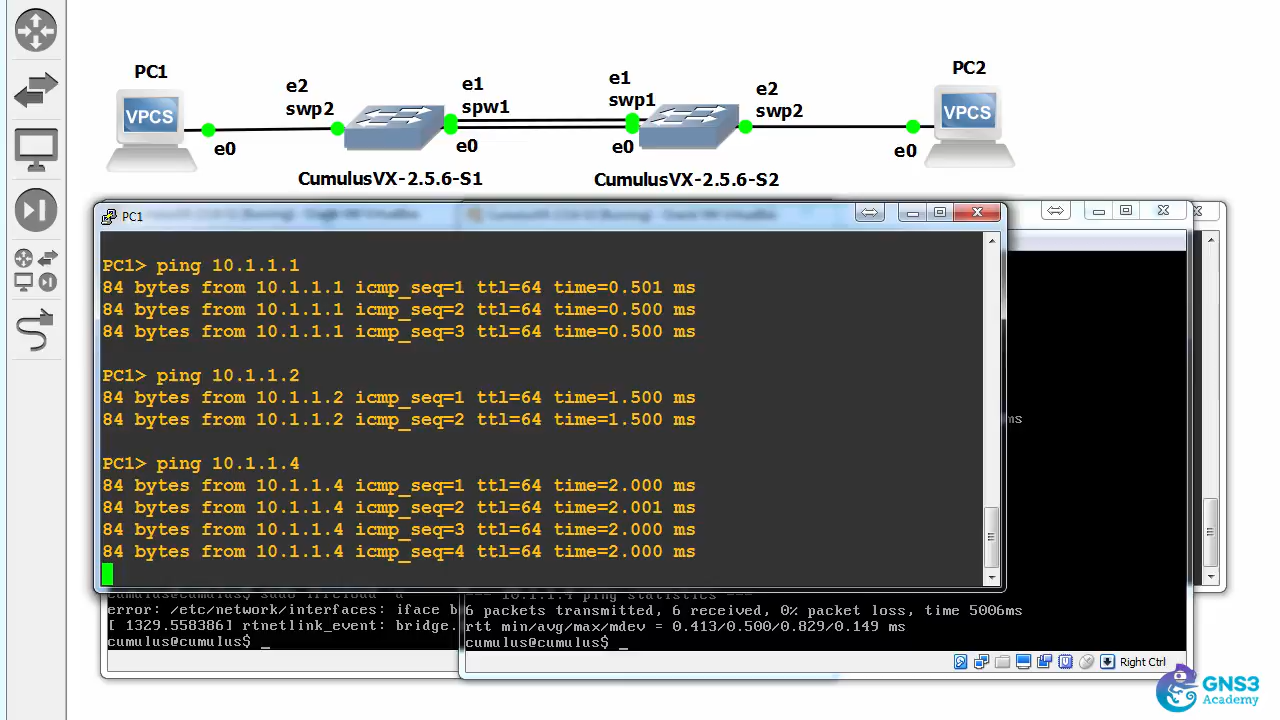 PC1
PC2
e2
swp2
e1
spw1
e1
swp1
e2
swp2
VPCS
VPCS
e0
e0
e0
e0
CumulusVX-2.5.6-S1
CumulusVX-2.5.6-S2
PC1
PC1> ping 10.1.1.1
84 bytes from 10.1.1.1 icmp_seq=1 ttl=64 time=0.501 ms
84 bytes from 10.1.1.1 icmp_seq=2 ttl=64 time=0.500 ms
84 bytes from 10.1.1.1 icmp_seq=3 ttl=64 time=0.500 ms
PC1> ping 10.1.1.2
84 bytes from 10.1.1.2 icmp_seq=1 ttl=64 time=1.500 ms
84 bytes from 10.1.1.2 icmp_seq=2 ttl=64 time=1.500 ms
ms
PC1> ping 10.1.1.4
84 bytes from 10.1.1.4 icmp_seq=1 ttl=64 time=2.000 ms
84 bytes from 10.1.1.4 icmp_seq=2 ttl=64 time=2.001 ms
84 bytes from 10.1.1.4 icmp_seq=3 ttl=64 time=2.000 ms
84 bytes from 10.1.1.4 icmp_seq=4 ttl=64 time=2.000 ms
--- 10.1.1.4 ping statistics ---
error: /etc/network/interfaces: iface b
6 packets transmitted, 6 received, 0% packet loss, time 5006ms
[ 1329.558386] rtnetlink_event: bridge.
rtt min/avg/max/mdev = 0.413/0.500/0.829/0.149 ms
cumulus@cumulus$ _
cumulus@cumulus$ _
Right Ctrl
GNS3
Academy